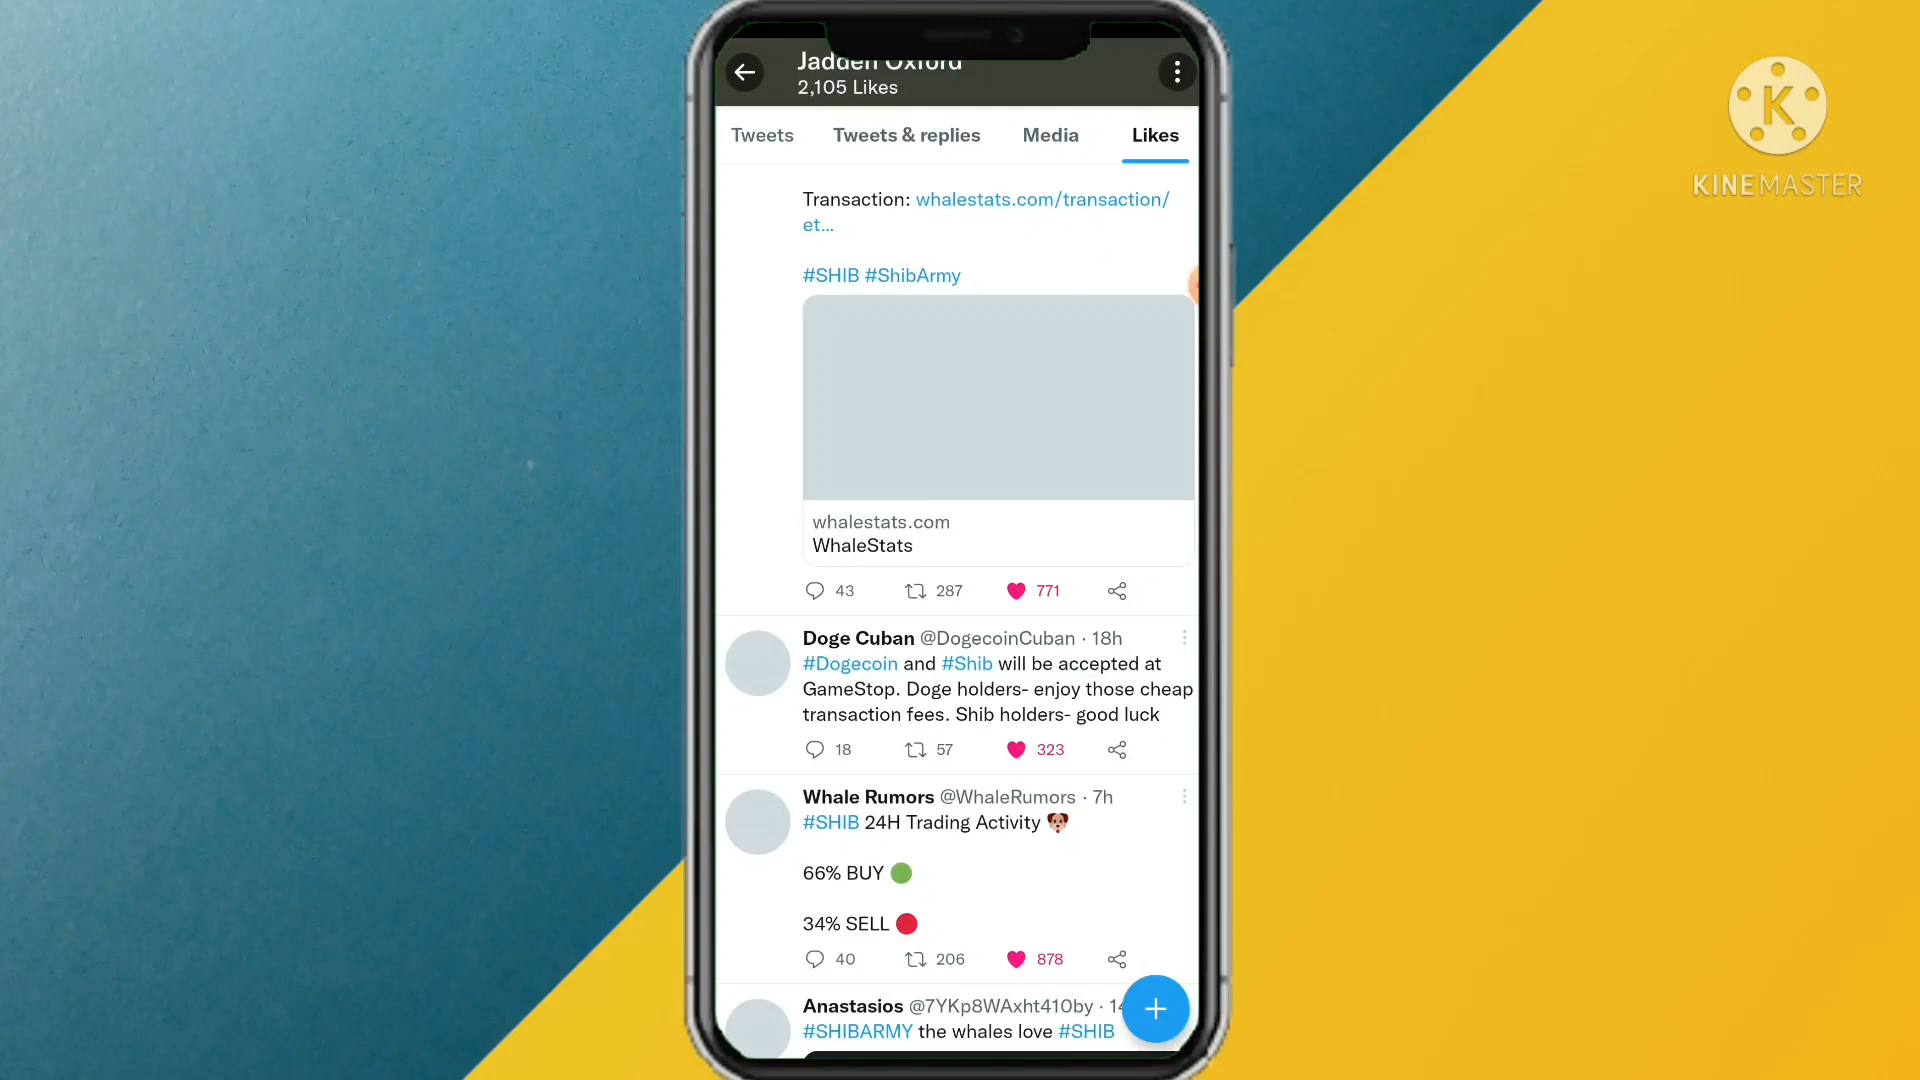 Jadden Oxford
2,105 Likes
KINEMASTER
Tweets Tweets & replies Media Likes
Transaction: whalestats.com/transaction/
et...
#SHIB #ShibArmy
whalestats.com
WhaleStats
43 287 771
Doge Cuban @DogecoinCuban · 18h
#Dogecoin and #Shib will be accepted at
GameStop. Doge holders- enjoy those cheap
transaction fees. Shib holders- good luck
18 57 323
Whale Rumors @WhaleRumors · 7h
#SHIB 24H Trading Activity 🐶
66% BUY 🟢
34% SELL 🔴
40 206 878
Anastasios @7YKp8WAxht410by ·
#SHIBARMY the whales love #SHIB